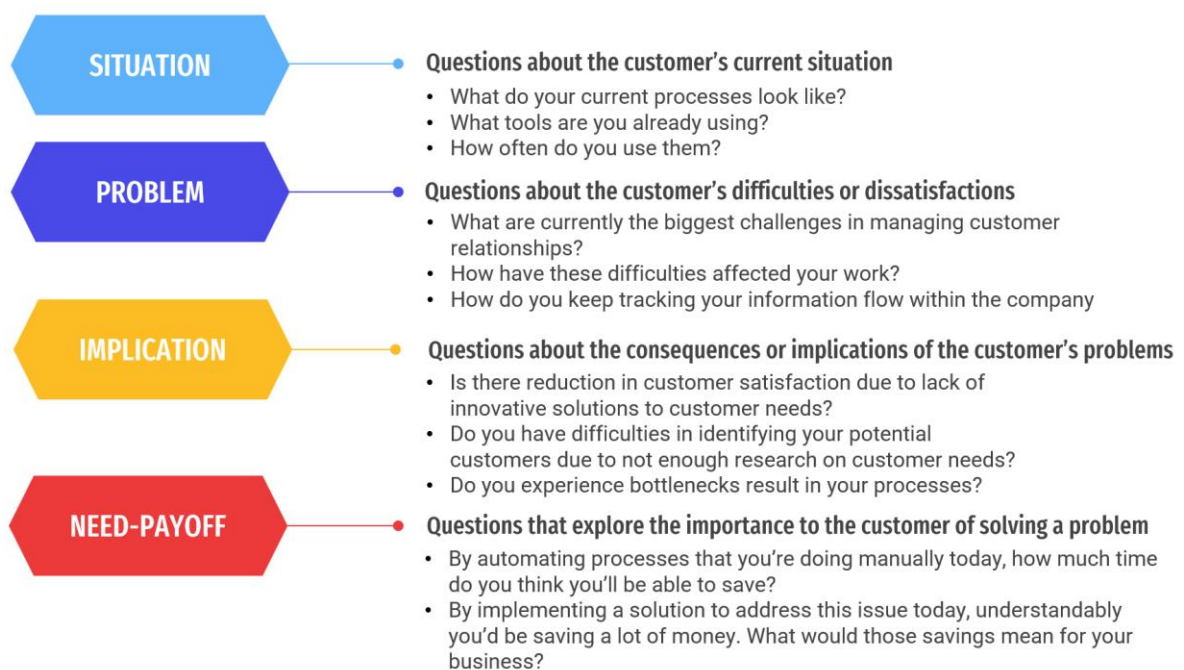 SITUATION
Questions about the customer’s current situation
• What do your current processes look like?
• What tools are you already using?
• How often do you use them?
PROBLEM
Questions about the customer’s difficulties or dissatisfactions
• What are currently the biggest challenges in managing customer
relationships?
• How have these difficulties affected your work?
• How do you keep tracking your information flow within the company
IMPLICATION
Questions about the consequences or implications of the customer’s problems
• Is there reduction in customer satisfaction due to lack of
innovative solutions to customer needs?
• Do you have difficulties in identifying your potential
customers due to not enough research on customer needs?
• Do you experience bottlenecks result in your processes?
NEED-PAYOFF
Questions that explore the importance to the customer of solving a problem
• By automating processes that you’re doing manually today, how much time
do you think you’ll be able to save?
• By implementing a solution to address this issue today, understandably
you’d be saving a lot of money. What would those savings mean for your
business?